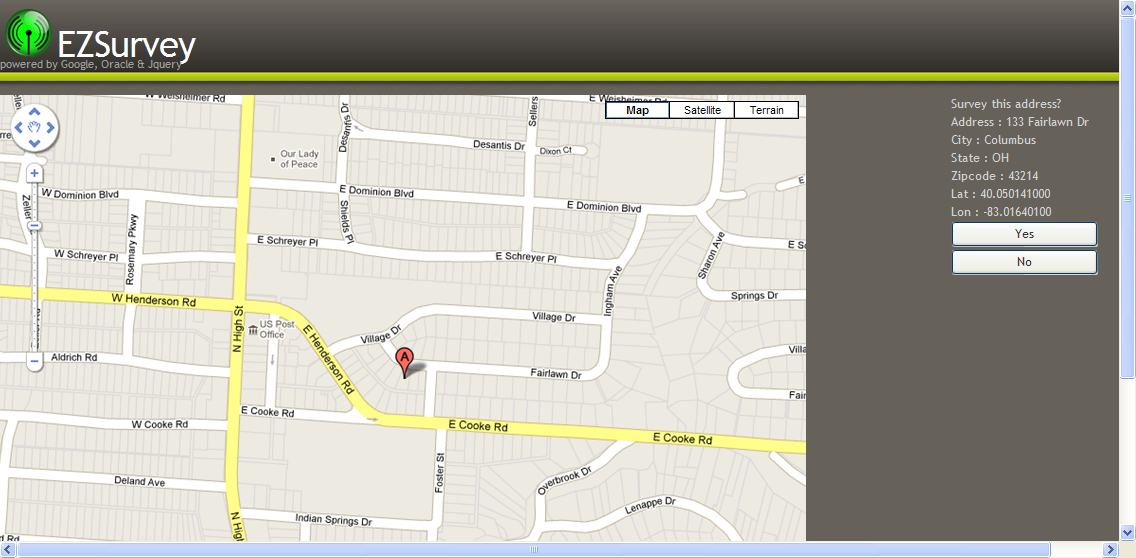 EZSurvey
powered by Google, Oracle & Jquery
Map
Satellite
Terrain
Survey this address?
Address : 133 Fairlawn Dr
City : Columbus
State : OH
Zipcode : 43214
Lat : 40.050141000
Lon : -83.01640100
Yes
No
W Weisheimer Rd
E Weisheimer Rd
Desantis Dr
Sellers
Our Lady
of Peace
Desantis Dr
Dixon Ct
W Dominion Blvd
E Dominion Blvd
E Dominion Blvd
E
Zeller
Rosemary Pkwy
Shields Pl
E Schreyer Pl
W Schreyer Pl
E Schreyer Pl
Sharon Ave
E Sc
Ingham Ave
Springs Dr
W Henderson Rd
N High St
US Post
Office
E Henderson Rd
Village Dr
Village Dr
A
Villa
Aldrich Rd
Fairlawn Dr
Fair
E Cooke Rd
W Cooke Rd
E Cooke Rd
E Cooke Rd
Foster St
Deland Ave
Overbrook Dr
Lenappe Dr
Indian Springs Dr
N High